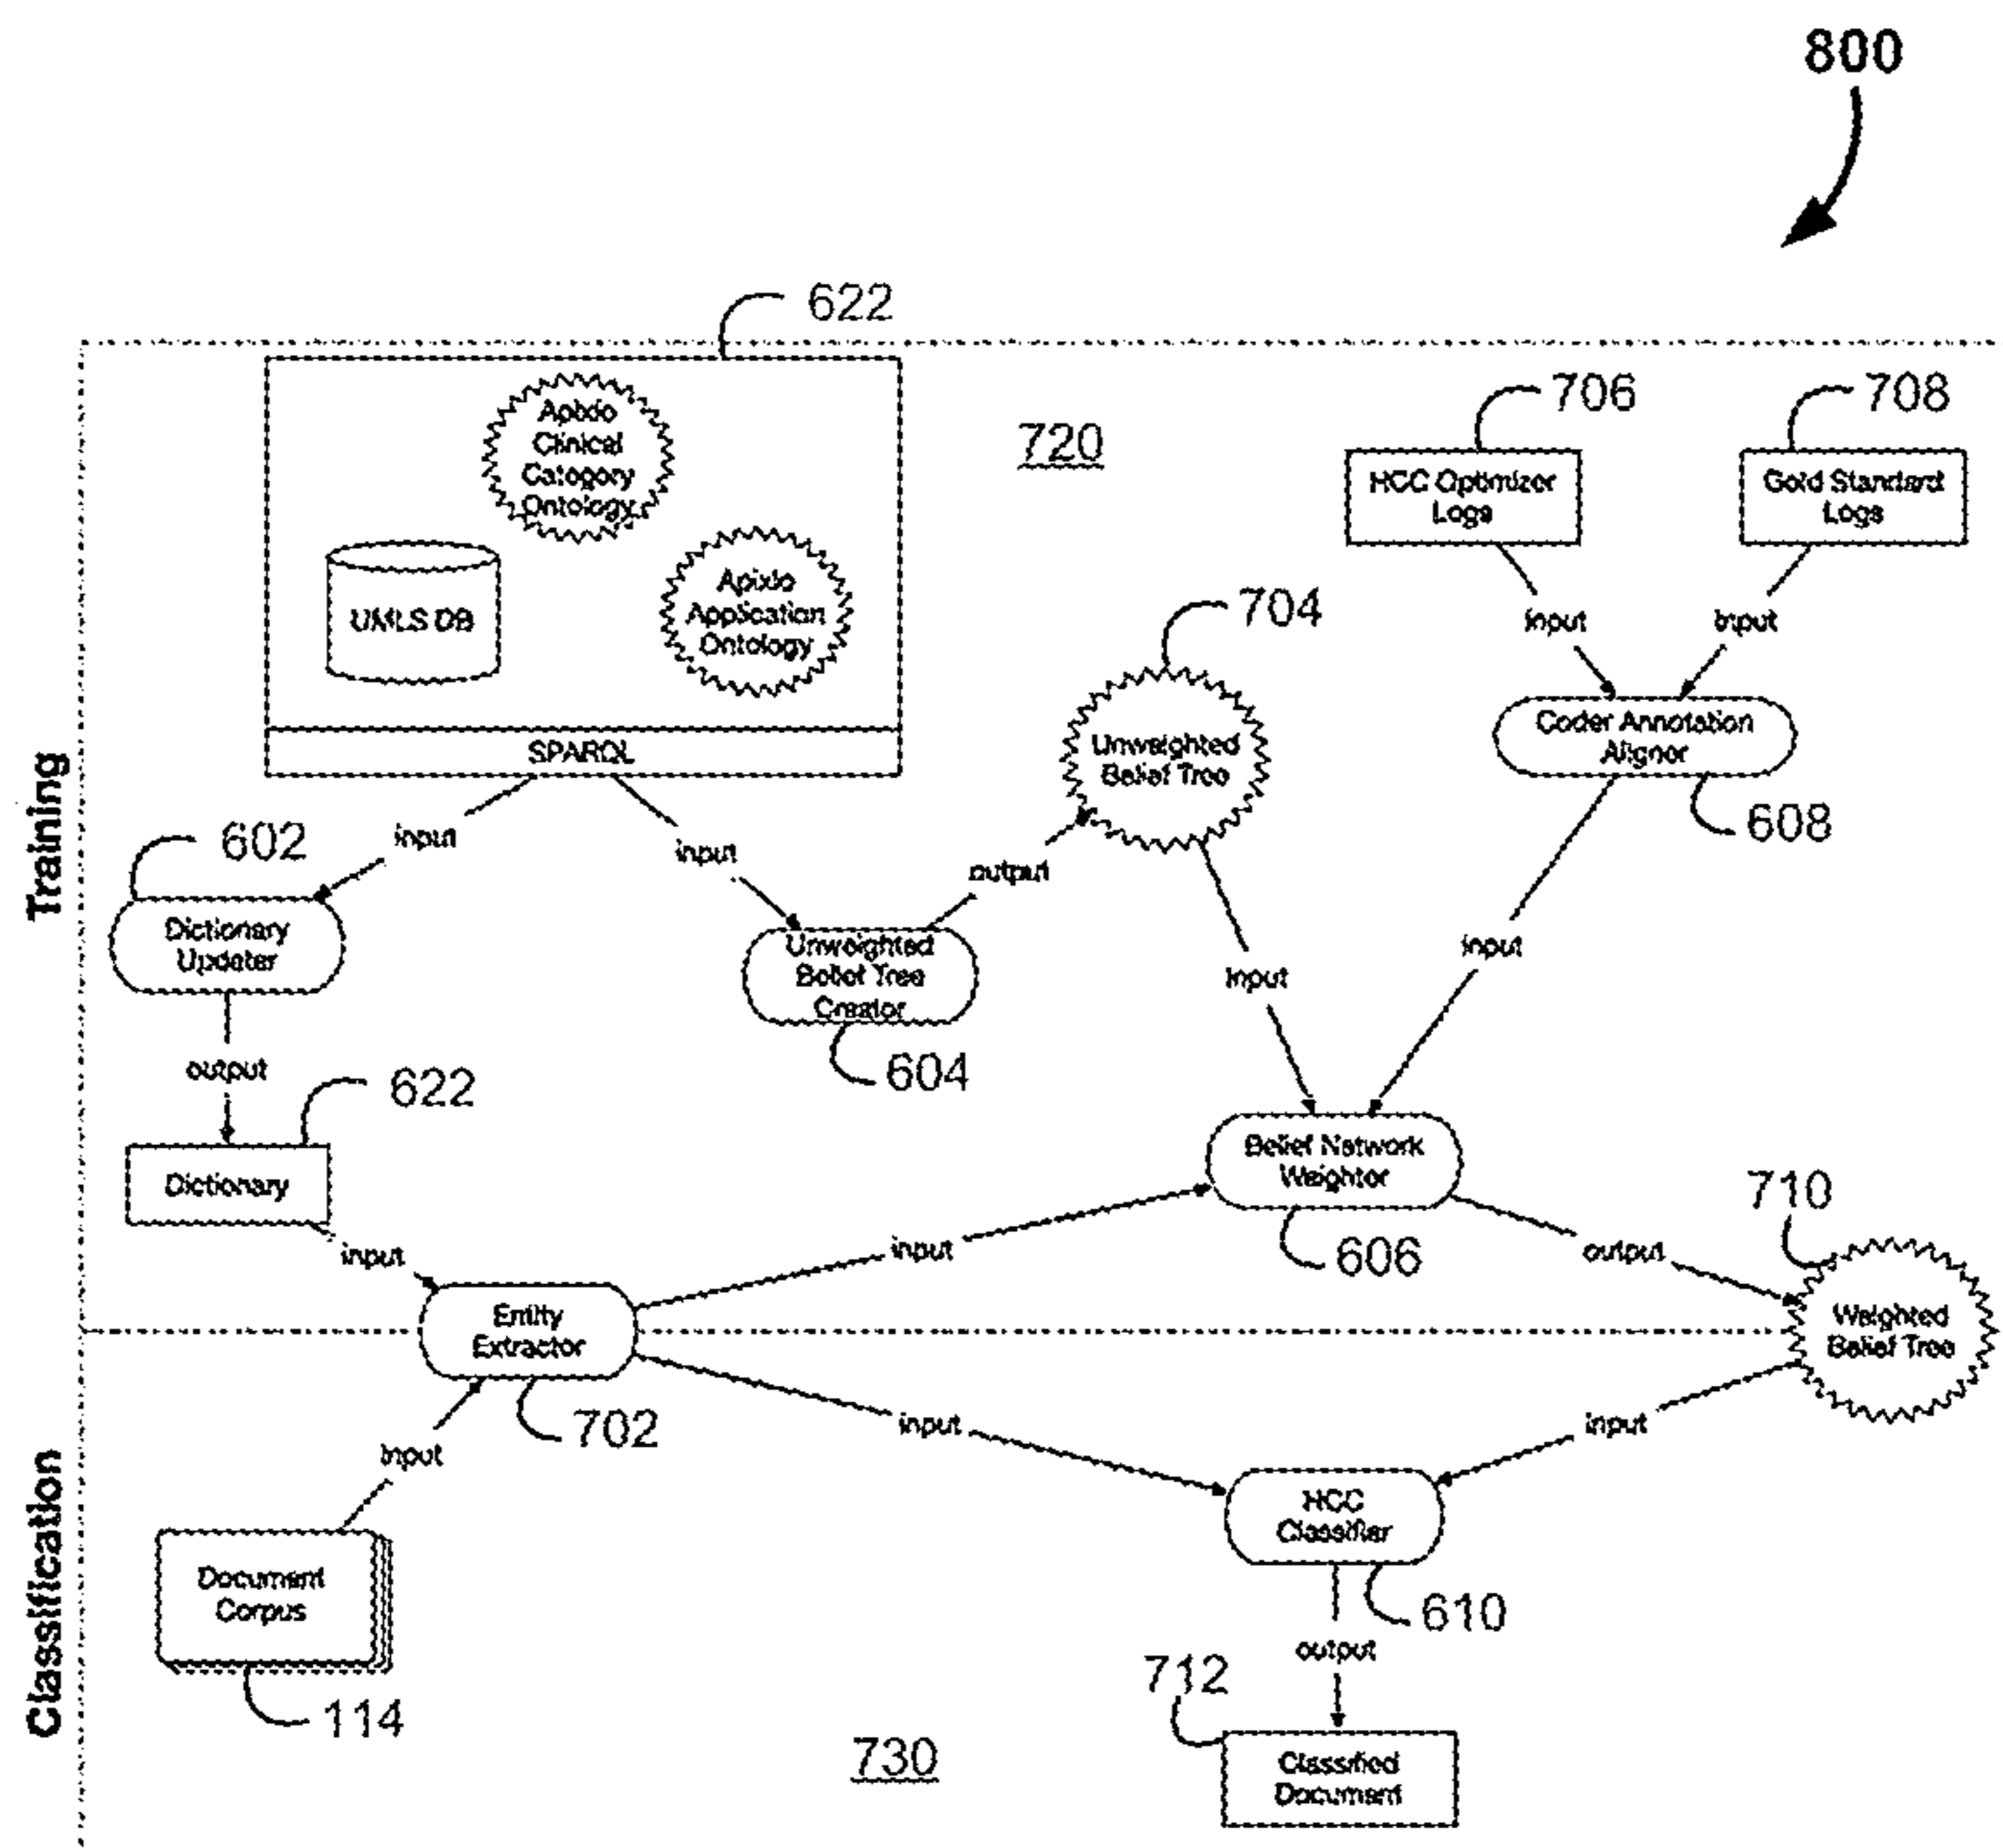 800
622
Apixio
Clinical
Catogory
Ontology
720
706
708
HCC Optimizer
Logs
Gold Standard
Logs
UMLS DB
Apixio
Application
Ontology
704
input
input
Unweighted
Belief Tree
Coder Annotation
Aligner
SPARQL
608
Training
602
input
input
output
Dictionary
Updater
Unweighted
Belief Tree
Creator
input
input
output
622
604
Dictionary
Belief Network
Weightor
710
input
input
606
output
Entity
Extractor
Weighted
Belief Tree
702
input
input
input
Classification
HCC
Classifier
Document
Corpus
610
output
712
114
730
Classified
Document